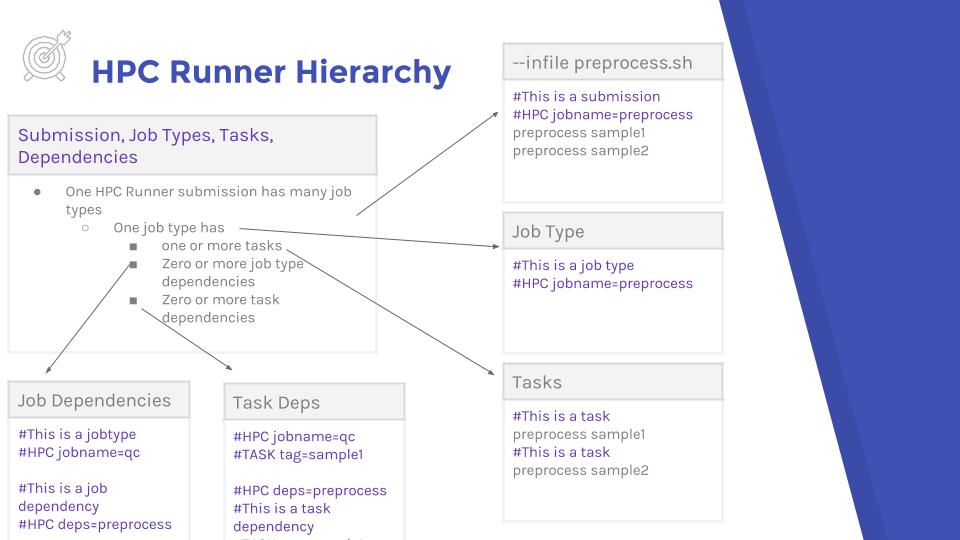 HPC Runner Hierarchy
Submission, Job Types, Tasks,
Dependencies
● One HPC Runner submission has many job
types
○ One job type has
■ one or more tasks
■ Zero or more job type
dependencies
■ Zero or more task
dependencies
--infile preprocess.sh
#This is a submission
#HPC jobname=preprocess
preprocess sample1
preprocess sample2
Job Type
#This is a job type
#HPC jobname=preprocess
Tasks
#This is a task
preprocess sample1
#This is a task
preprocess sample2
Job Dependencies
#This is a jobtype
#HPC jobname=qc
#This is a job
dependency
#HPC deps=preprocess
Task Deps
#HPC jobname=qc
#TASK tag=sample1
#HPC deps=preprocess
#This is a task
dependency